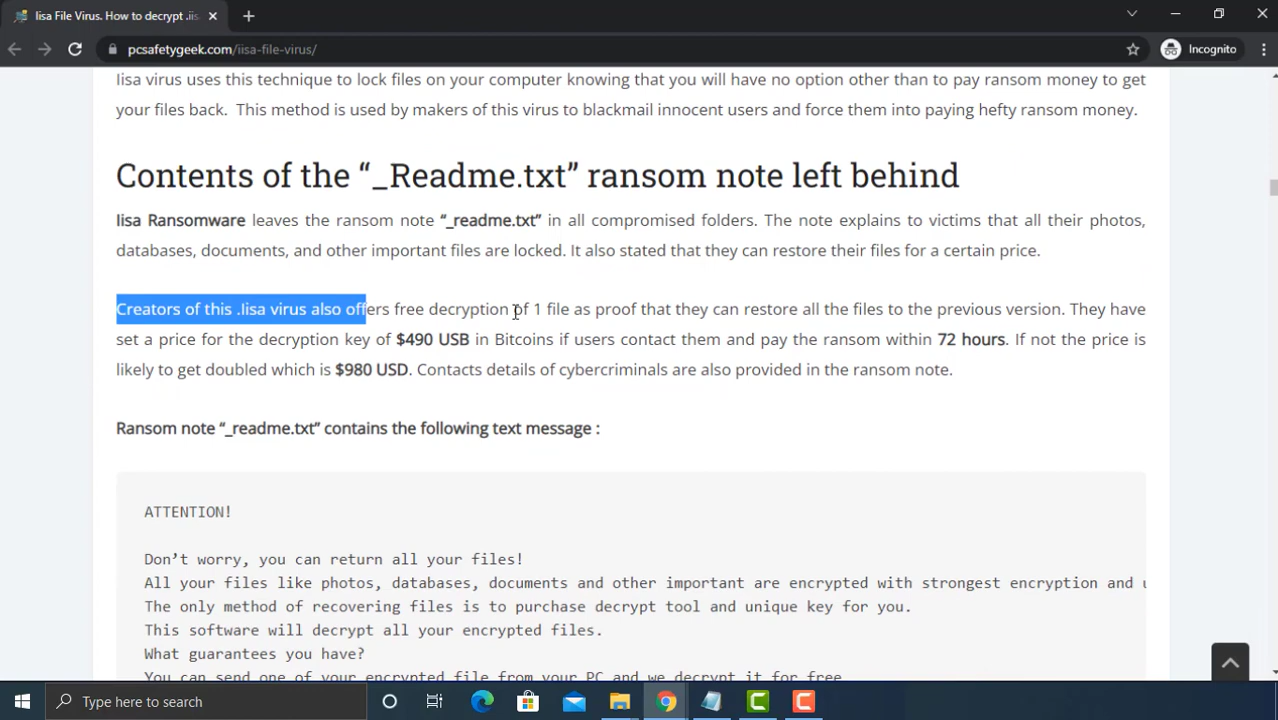 Iisa File Virus. How to decrypt .iis
pcsafetygeek.com/iisa-file-virus/
Incognito
Iisa virus uses this technique to lock files on your computer knowing that you will have no option other than to pay ransom money to get
your files back. This method is used by makers of this virus to blackmail innocent users and force them into paying hefty ransom money.
Contents of the “_Readme.txt” ransom note left behind
Iisa Ransomware leaves the ransom note “_readme.txt” in all compromised folders. The note explains to victims that all their photos,
databases, documents, and other important files are locked. It also stated that they can restore their files for a certain price.
Creators of this .Iisa virus also offers free decryption of 1 file as proof that they can restore all the files to the previous version. They have
set a price for the decryption key of $490 USB in Bitcoins if users contact them and pay the ransom within 72 hours. If not the price is
likely to get doubled which is $980 USD. Contacts details of cybercriminals are also provided in the ransom note.
Ransom note “_readme.txt” contains the following text message :
ATTENTION!
Don’t worry, you can return all your files!
All your files like photos, databases, documents and other important are encrypted with strongest encryption and u
The only method of recovering files is to purchase decrypt tool and unique key for you.
This software will decrypt all your encrypted files.
What guarantees you have?
You can send one of your encrypted file from your PC and we decrypt it for free
Type here to search